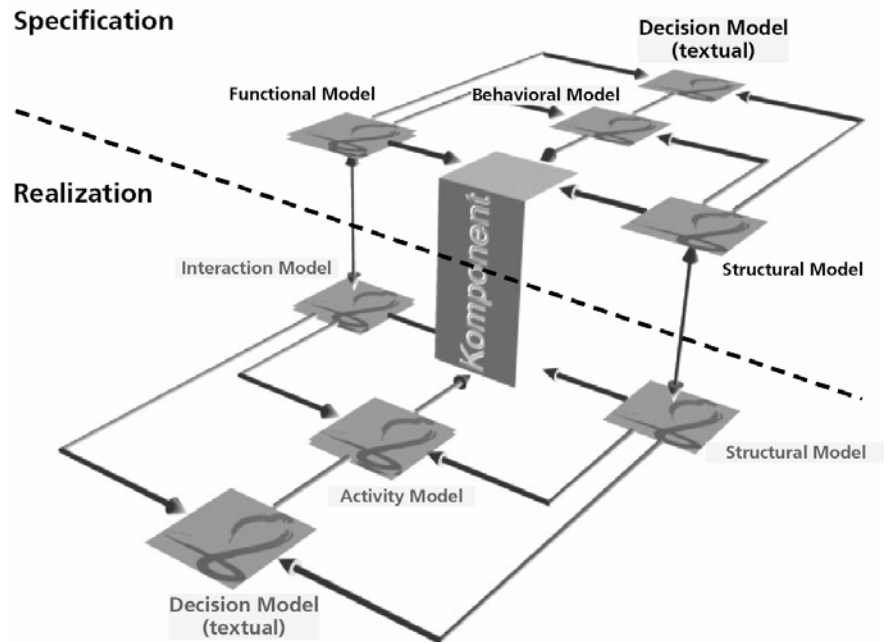 Specification
Decision Model
(textual)
Functional Model
Behavioral Model
Realization
Komponent
Interaction Model
Structural Model
Structural Model
Activity Model
Decision Model
(textual)